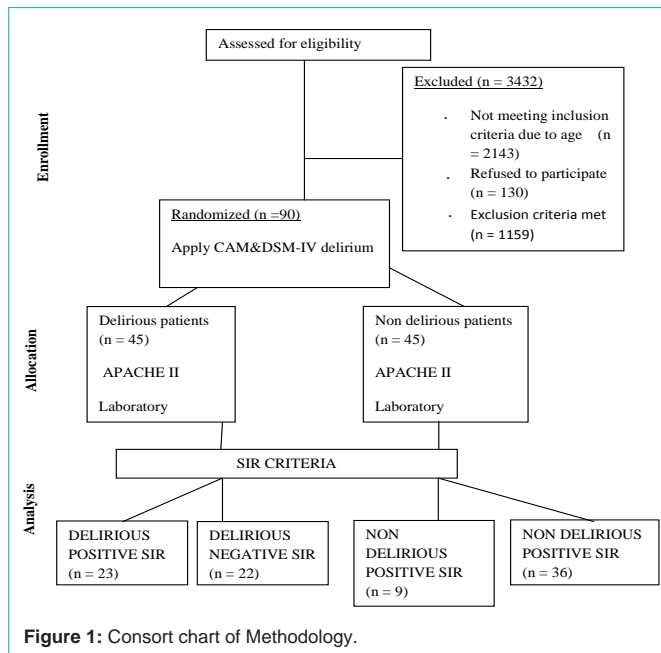 Assessed for eligibility
Enrollment
Excluded (n = 3432)
· Not meeting inclusion
criteria due to age (n
= 2143)
· Refused to participate
(n = 130)
· Exclusion criteria met
(n = 1159)
Randomized (n =90)
Apply CAM&DSM-IV delirium
Allocation
Delirious patients
(n = 45)
APACHE II
Laboratory
Non delirious patients
(n = 45)
APACHE II
Laboratory
SIR CRITERIA
Analysis
DELIRIOUS
POSITIVE SIR
(n = 23)
DELIRIOUS
NEGATIVE SIR
(n = 22)
NON
DELIRIOUS
POSITIVE SIR
(n = 9)
NON DELIRIOUS
POSITIVE SIR
(n = 36)
Figure 1: Consort chart of Methodology.